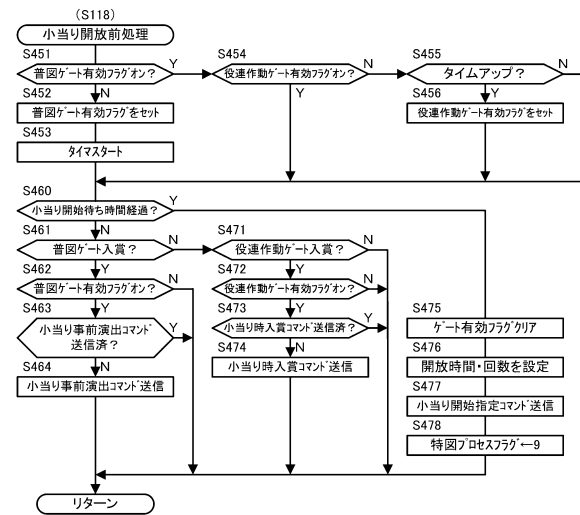 (S118)
小当り開放前処理
S451
普図ゲート有効フラグオン?
Y
S454
役連作動ゲート有効フラグオン?
N
S455
タイムアップ?
N
S452
N
普図ゲート有効フラグをセット
Y
S456
Y
役連作動ゲート有効フラグをセット
S453
タイマスタート
S460
小当り開始待ち時間経過?
Y
S461
N
普図ゲート入賞?
N
S471
役連作動ゲート入賞?
N
S462
Y
普図ゲート有効フラグオン?
N
S472
Y
役連作動ゲート有効フラグオン?
N
S463
Y
小当り事前演出コマンド
送信済?
Y
S473
Y
小当り時入賞コマンド送信済?
Y
S464
N
小当り事前演出コマンド送信
S474
N
小当り時入賞コマンド送信
S475
ゲート有効フラグクリア
S476
開放時間・回数を設定
S477
小当り開始指定コマンド送信
S478
特図プロセスフラグ←9
リターン